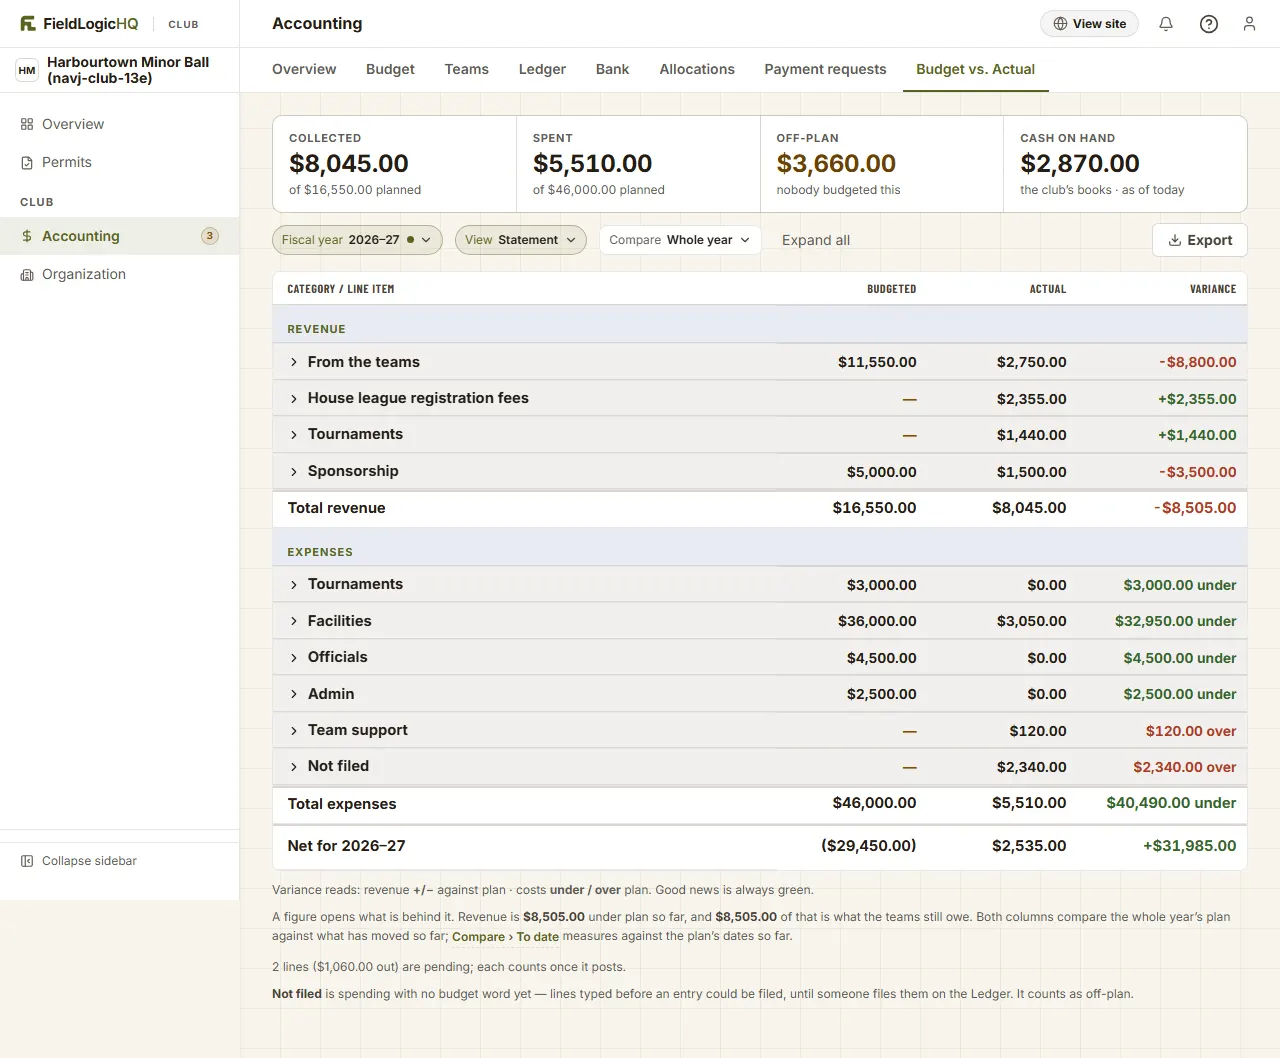 FieldLogicHQ CLUB
Accounting
View site
HM
Harbourtown Minor Ball
(navj-club-13e)
Overview Budget Teams Ledger Bank Allocations Payment requests Budget vs. Actual
Overview
Permits
CLUB
Accounting 3
Organization
Collapse sidebar
COLLECTED
$8,045.00
of $16,550.00 planned
SPENT
$5,510.00
of $46,000.00 planned
OFF-PLAN
$3,660.00
nobody budgeted this
CASH ON HAND
$2,870.00
the club's books · as of today
Fiscal year 2026–27 View Statement Compare Whole year Expand all Export
CATEGORY / LINE ITEM BUDGETED ACTUAL VARIANCE
REVENUE
From the teams $11,550.00 $2,750.00 -$8,800.00
House league registration fees — $2,355.00 +$2,355.00
Tournaments — $1,440.00 +$1,440.00
Sponsorship $5,000.00 $1,500.00 -$3,500.00
Total revenue $16,550.00 $8,045.00 -$8,505.00
EXPENSES
Tournaments $3,000.00 $0.00 $3,000.00 under
Facilities $36,000.00 $3,050.00 $32,950.00 under
Officials $4,500.00 $0.00 $4,500.00 under
Admin $2,500.00 $0.00 $2,500.00 under
Team support — $120.00 $120.00 over
Not filed — $2,340.00 $2,340.00 over
Total expenses $46,000.00 $5,510.00 $40,490.00 under
Net for 2026–27 ($29,450.00) $2,535.00 +$31,985.00
Variance reads: revenue +/− against plan · costs under / over plan. Good news is always green.
A figure opens what is behind it. Revenue is $8,505.00 under plan so far, and $8,505.00 of that is what the teams still owe. Both columns compare the whole year's plan
against what has moved so far; Compare › To date measures against the plan's dates so far.
2 lines ($1,060.00 out) are pending; each counts once it posts.
Not filed is spending with no budget word yet — lines typed before an entry could be filed, until someone files them on the Ledger. It counts as off-plan.